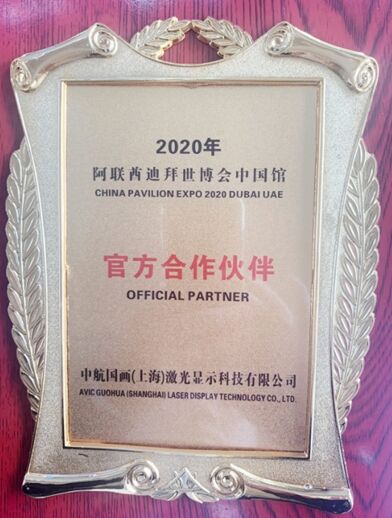 2020年
阿联酋迪拜世博会中国馆
CHINA PAVILION EXPO 2020 DUBAI UAE
官方合作伙伴
OFFICIAL PARTNER
中航国画(上海)激光显示科技有限公司
AVIC GUOHUA (SHANGHAI) LASER DISPLAY TECHNOLOGY CO., LTD.